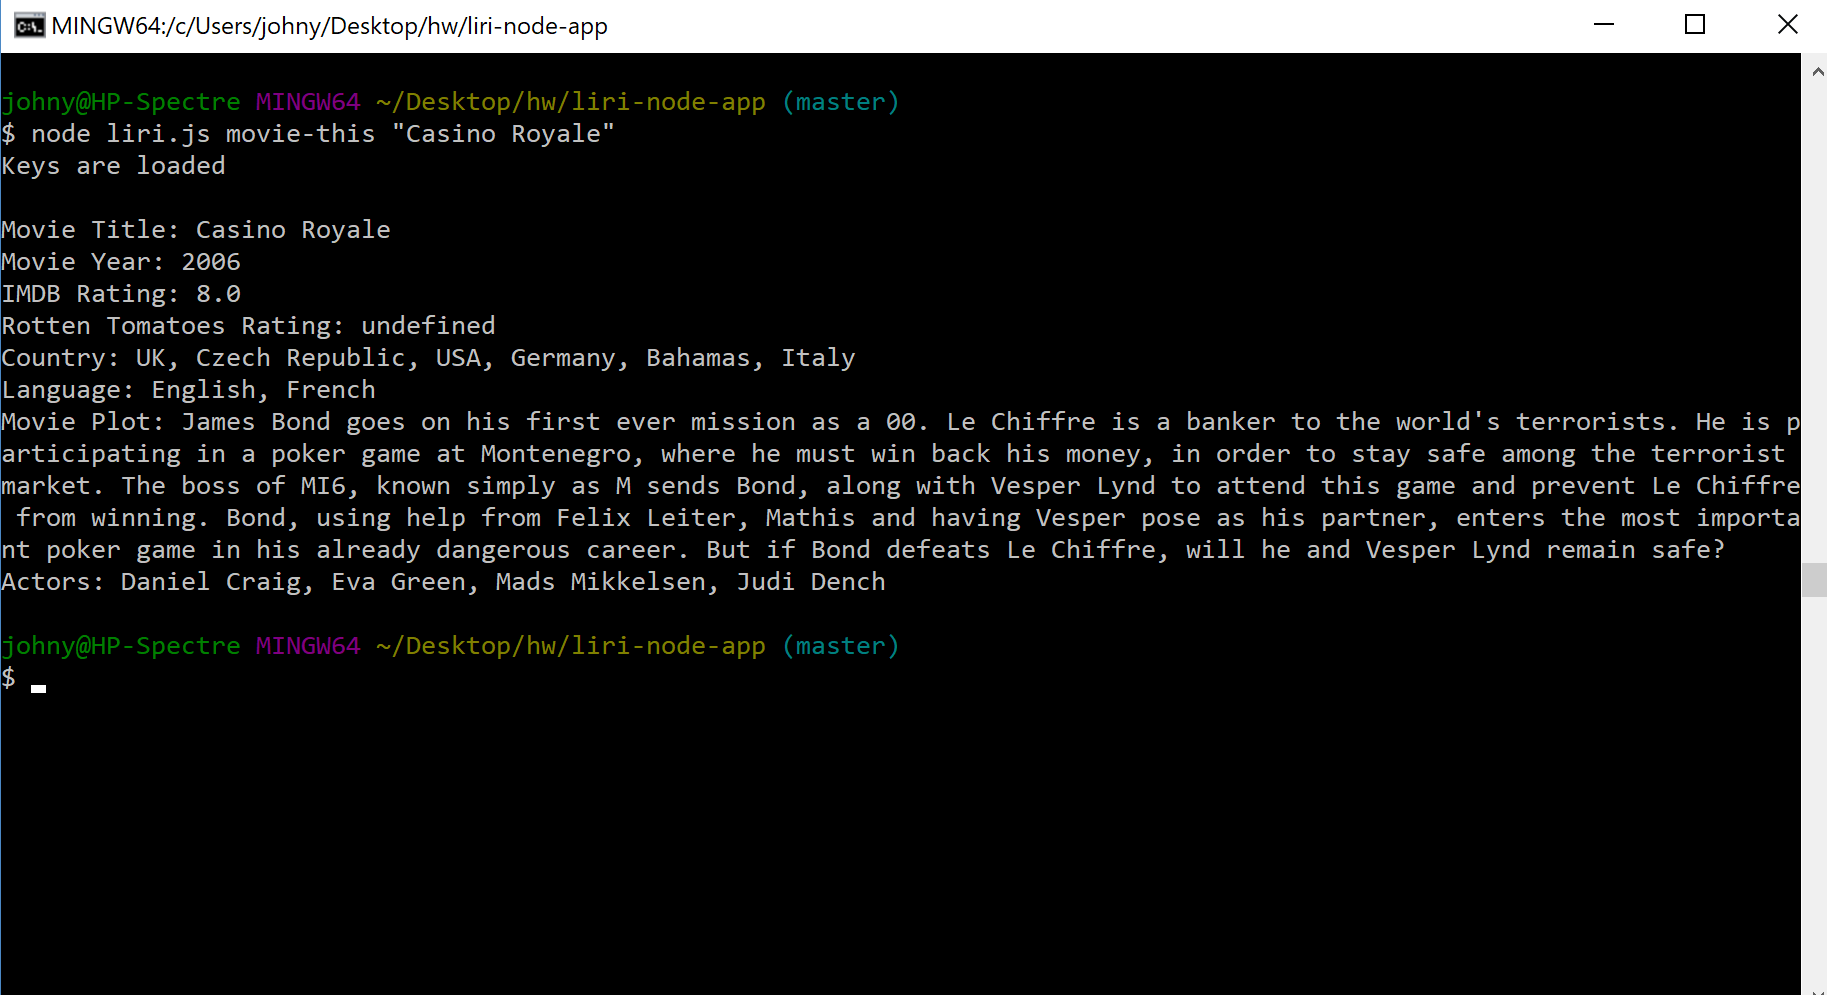 MINGW64:/c/Users/johny/Desktop/hw/liri-node-app
johny@HP-Spectre MINGW64 ~/Desktop/hw/liri-node-app (master)
$ node liri.js movie-this "Casino Royale"
Keys are loaded
Movie Title: Casino Royale
Movie Year: 2006
IMDB Rating: 8.0
Rotten Tomatoes Rating: undefined
Country: UK, Czech Republic, USA, Germany, Bahamas, Italy
Language: English, French
Movie Plot: James Bond goes on his first ever mission as a 00. Le Chiffre is a banker to the world's terrorists. He is p
articipating in a poker game at Montenegro, where he must win back his money, in order to stay safe among the terrorist
market. The boss of MI6, known simply as M sends Bond, along with Vesper Lynd to attend this game and prevent Le Chiffre
 from winning. Bond, using help from Felix Leiter, Mathis and having Vesper pose as his partner, enters the most importa
nt poker game in his already dangerous career. But if Bond defeats Le Chiffre, will he and Vesper Lynd remain safe?
Actors: Daniel Craig, Eva Green, Mads Mikkelsen, Judi Dench
johny@HP-Spectre MINGW64 ~/Desktop/hw/liri-node-app (master)
$